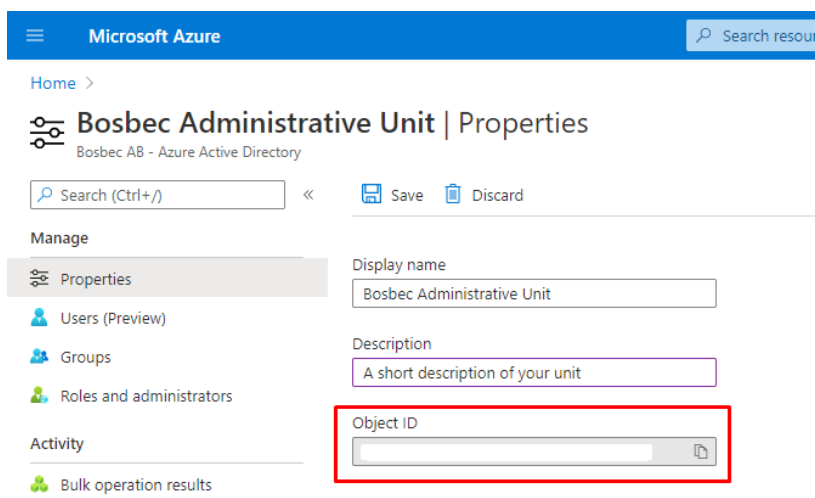 Microsoft Azure
Search resour
Home >
Bosbec Administrative Unit | Properties
Bosbec AB - Azure Active Directory
Search (Ctrl+/)
«
Save
Discard
Manage
Properties
Users (Preview)
Groups
Roles and administrators
Activity
Bulk operation results
Display name
Bosbec Administrative Unit
Description
A short description of your unit
Object ID